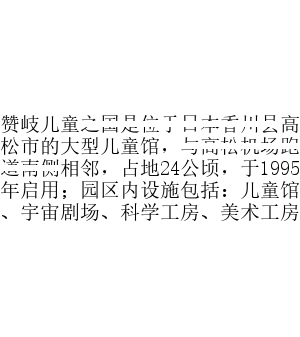 赞岐儿童之国是位于日本香川县高
松市的大型儿童馆，与高松机场跑
道南侧相邻，占地24公顷，于1995
年启用；园区内设施包括：儿童馆
、宇宙剧场、科学工房、美术工房